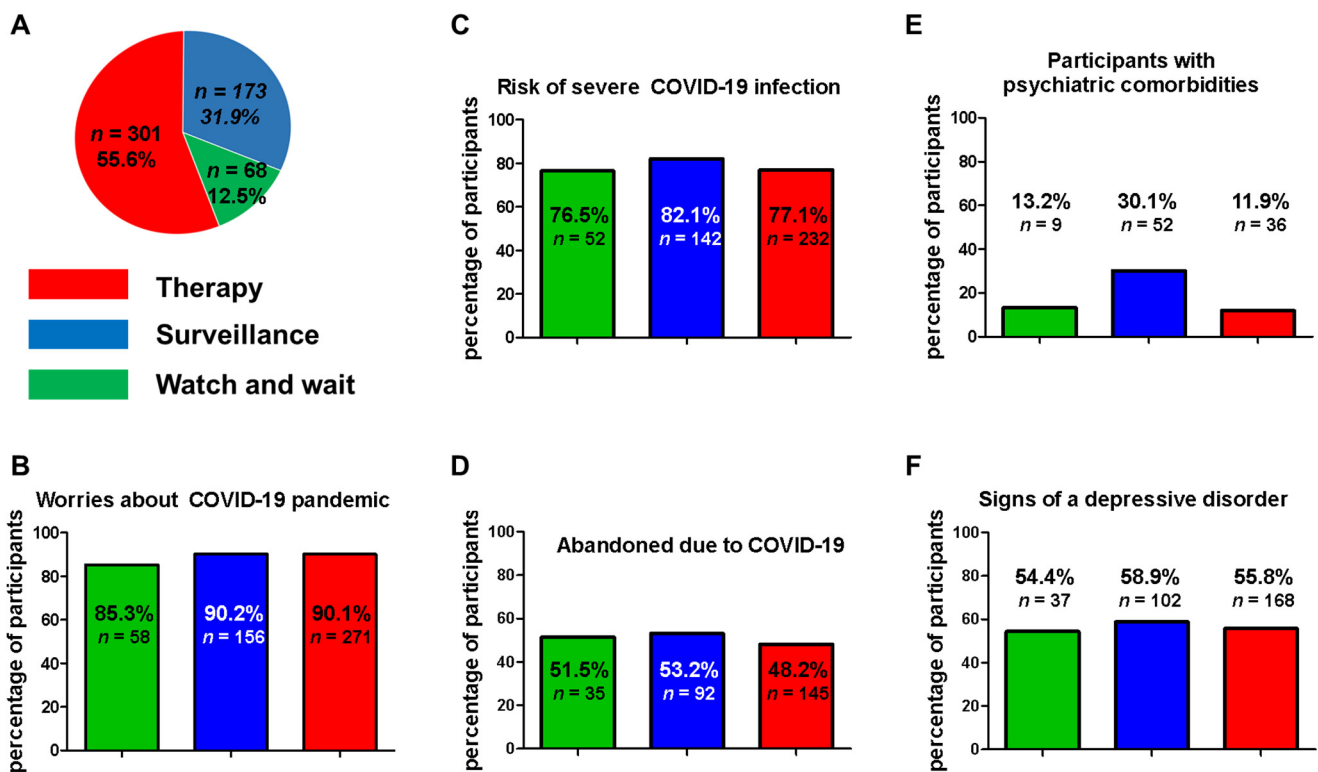 A
n = 173
31.9%
n = 301
55.6%
n = 68
12.5%
Therapy
Surveillance
Watch and wait
B
Worries about COVID-19 pandemic
percentage of participants
100
80
60
40
20
0
85.3%
n = 58
90.2%
n = 156
90.1%
n = 271
C
Risk of severe COVID-19 infection
percentage of participants
100
80
60
40
20
0
76.5%
n = 52
82.1%
n = 142
77.1%
n = 232
D
Abandoned due to COVID-19
percentage of participants
100
80
60
40
20
0
51.5%
n = 35
53.2%
n = 92
48.2%
n = 145
E
Participants with
psychiatric comorbidities
percentage of participants
100
80
60
40
20
0
13.2%
n = 9
30.1%
n = 52
11.9%
n = 36
F
Signs of a depressive disorder
percentage of participants
100
80
60
40
20
0
54.4%
n = 37
58.9%
n = 102
55.8%
n = 168